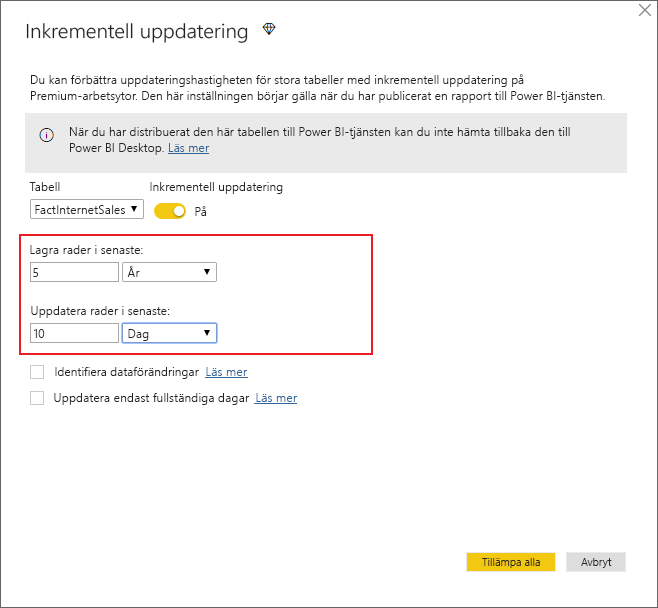 Inkrementell uppdatering
Du kan förbättra uppdateringshastigheten för stora tabeller med inkrementell uppdatering på
Premium-arbetsytor. Den här inställningen börjar gälla när du har publicerat en rapport till Power BI-tjänsten.
När du har distribuerat den här tabellen till Power BI-tjänsten kan du inte hämta tillbaka den till
Power BI Desktop. Läs mer
Tabell Inkrementell uppdatering
FactInternetSales På
Lagra rader i senaste:
5 År
Uppdatera rader i senaste:
10 Dag
Identifiera dataförändringar Läs mer
Uppdatera endast fullständiga dagar Läs mer
Tillämpa alla Avbryt